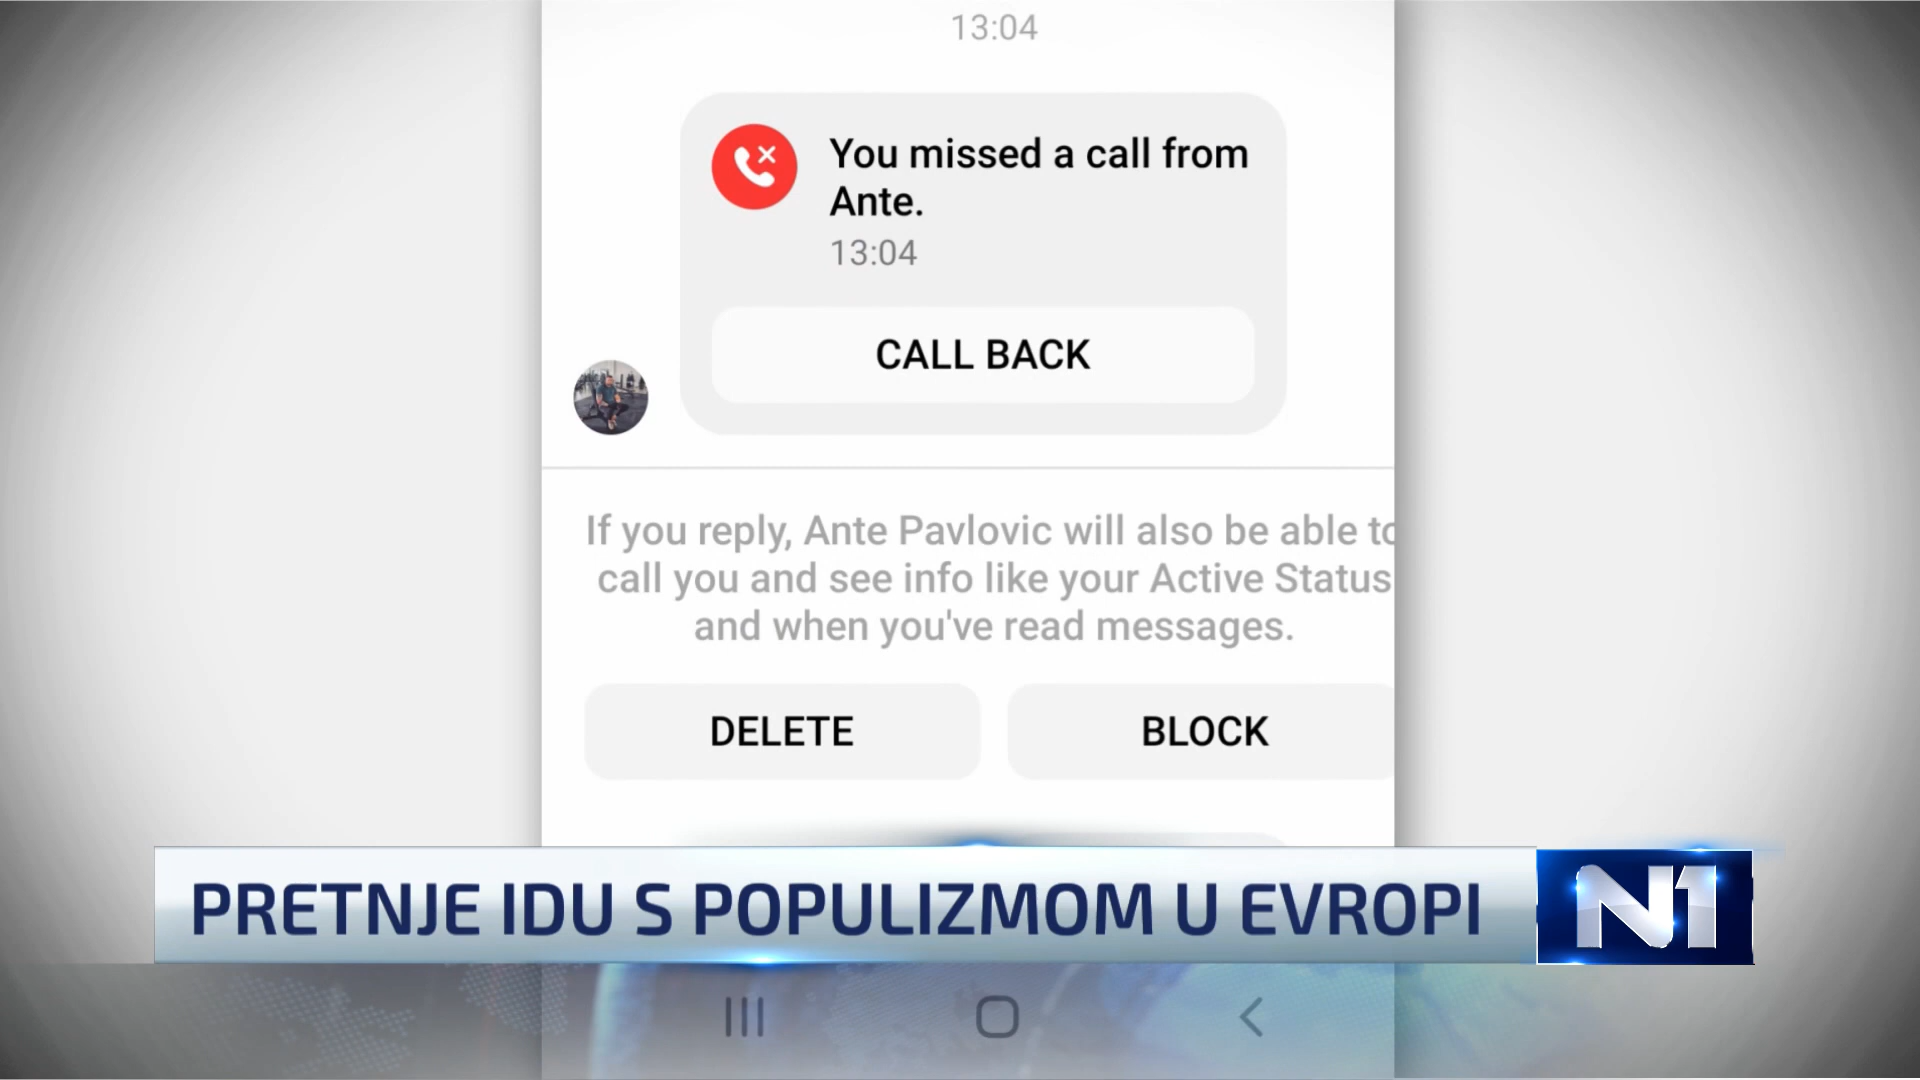 13:04
You missed a call from
Ante.
13:04
CALL BACK
If you reply, Ante Pavlovic will also be able to
call you and see info like your Active Status
and when you've read messages.
DELETE
BLOCK
PRETNJE IDU S POPULIZMOM U EVROPI
N1